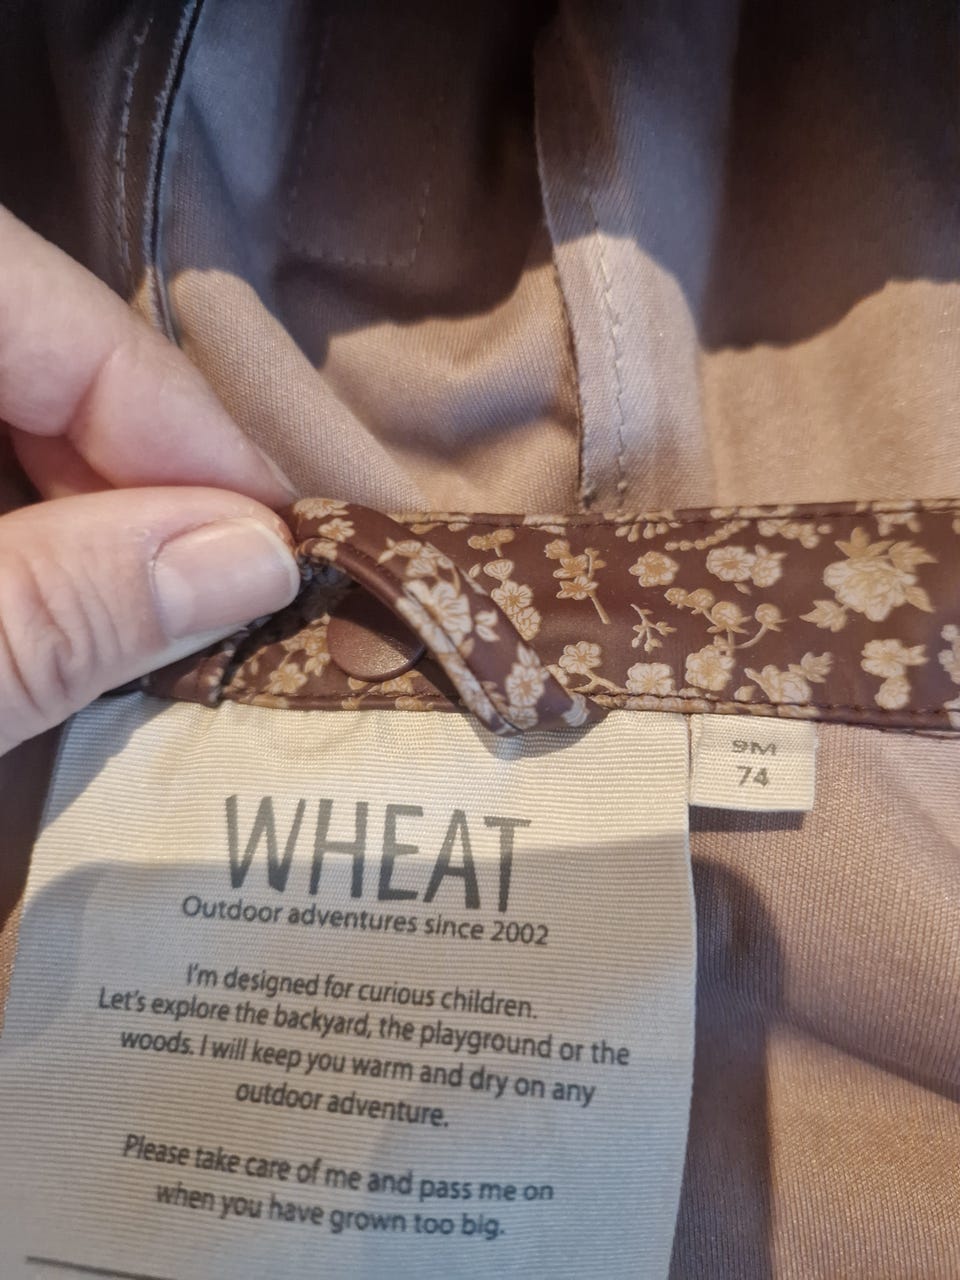 9M
74
WHEAT
Outdoor adventures since 2002
I'm designed for curious children.
Let's explore the backyard, the playground or the
woods. I will keep you warm and dry on any
outdoor adventure.
Please take care of me and pass me on
when you have grown too big.